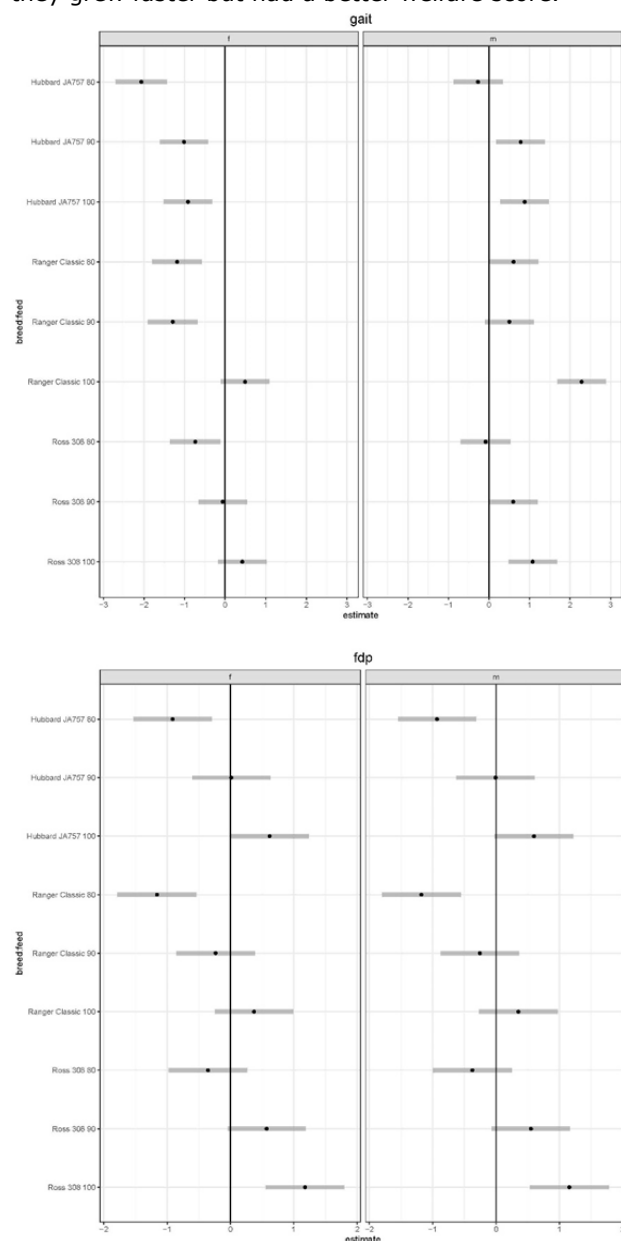 they grow faster but had a better welfare score.
gait
f
m
Hubbard JA757 80
Hubbard JA757 90
Hubbard JA757 100
Ranger Classic 80
Ranger Classic 90
Ranger Classic 100
Ross 308 80
Ross 308 90
Ross 308 100
breed:feed
−3 −2 −1 0 1 2 3 −3 −2 −1 0 1 2 3
estimate
fdp
f
m
Hubbard JA757 80
Hubbard JA757 90
Hubbard JA757 100
Ranger Classic 80
Ranger Classic 90
Ranger Classic 100
Ross 308 80
Ross 308 90
Ross 308 100
breed:feed
−2 −1 0 1 2 −2 −1 0 1 2
estimate